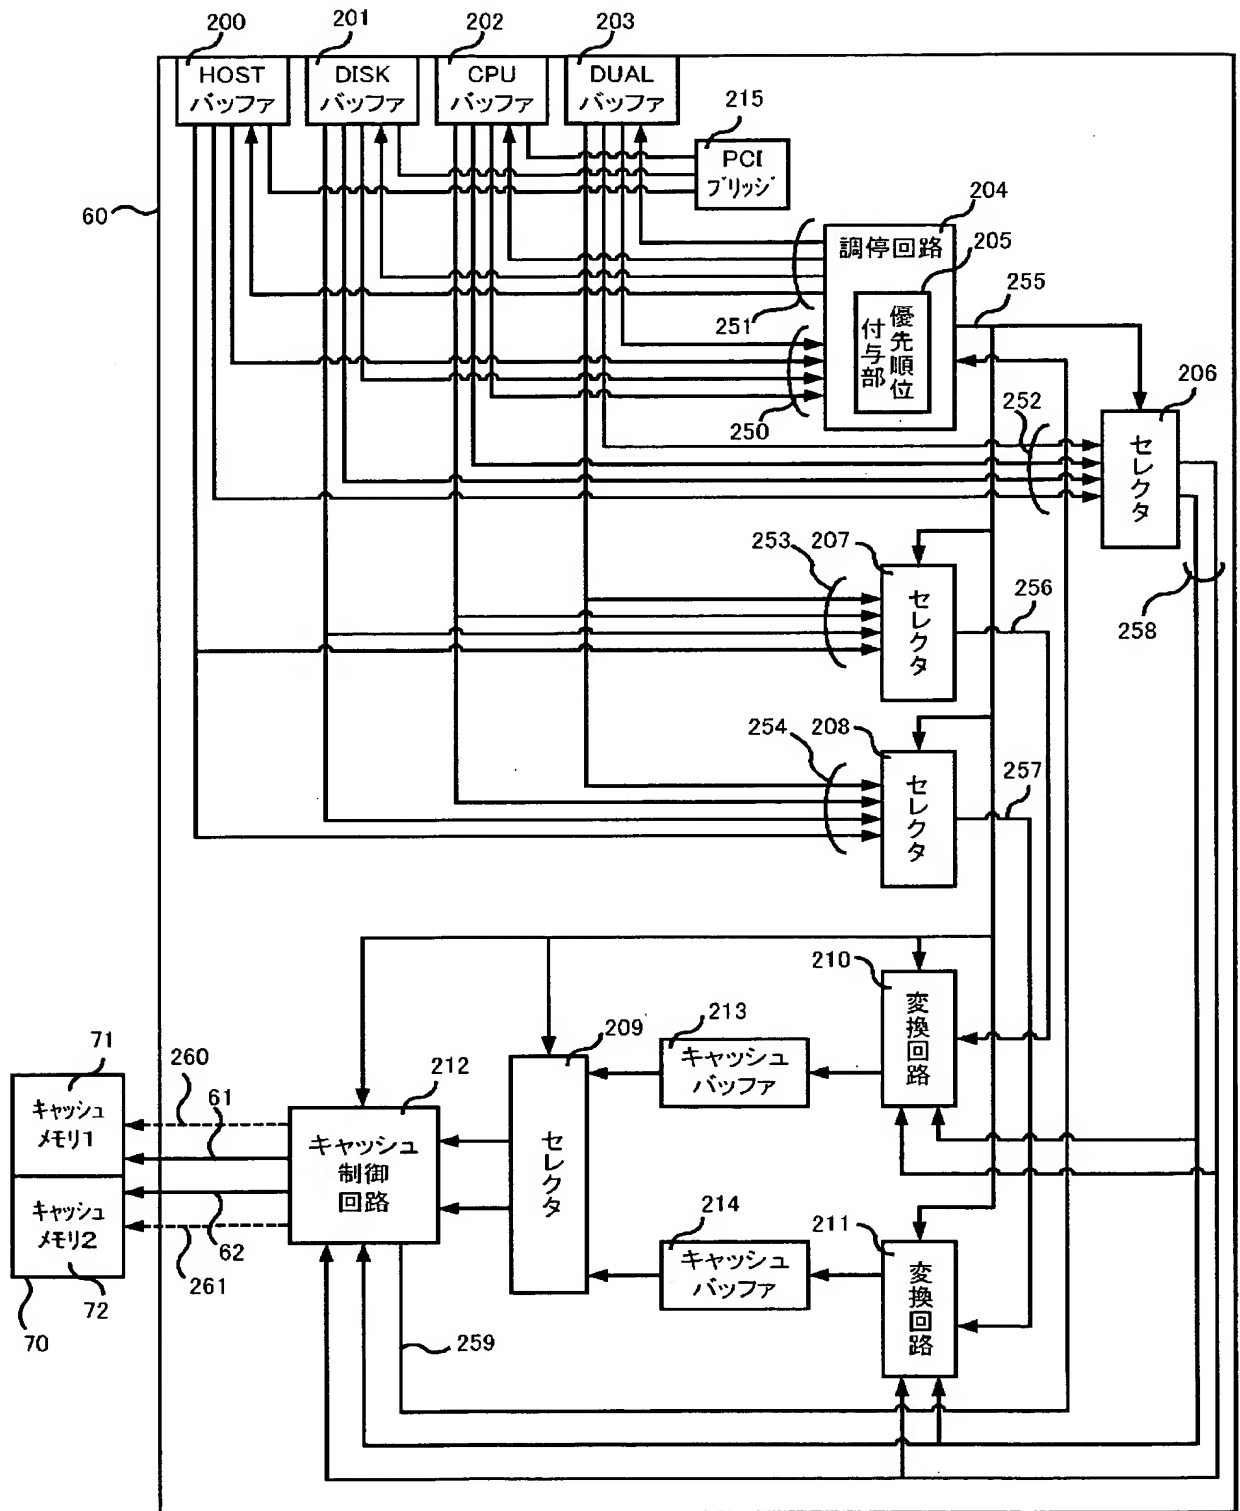 200
201
202
203
HOST
バッファ
DISK
バッファ
CPU
バッファ
DUAL
バッファ
215
PCI
ブリッジ
60
204
調停回路
205
優先順位
付与部
255
251
250
206
セレクタ
252
253
207
セレクタ
256
258
254
208
セレクタ
257
210
変換回路
213
キャッシュ
バッファ
209
セレクタ
212
キャッシュ
制御
回路
71
260
61
キャッシュ
メモリ1
キャッシュ
メモリ2
62
261
72
70
214
キャッシュ
バッファ
211
変換回路
259